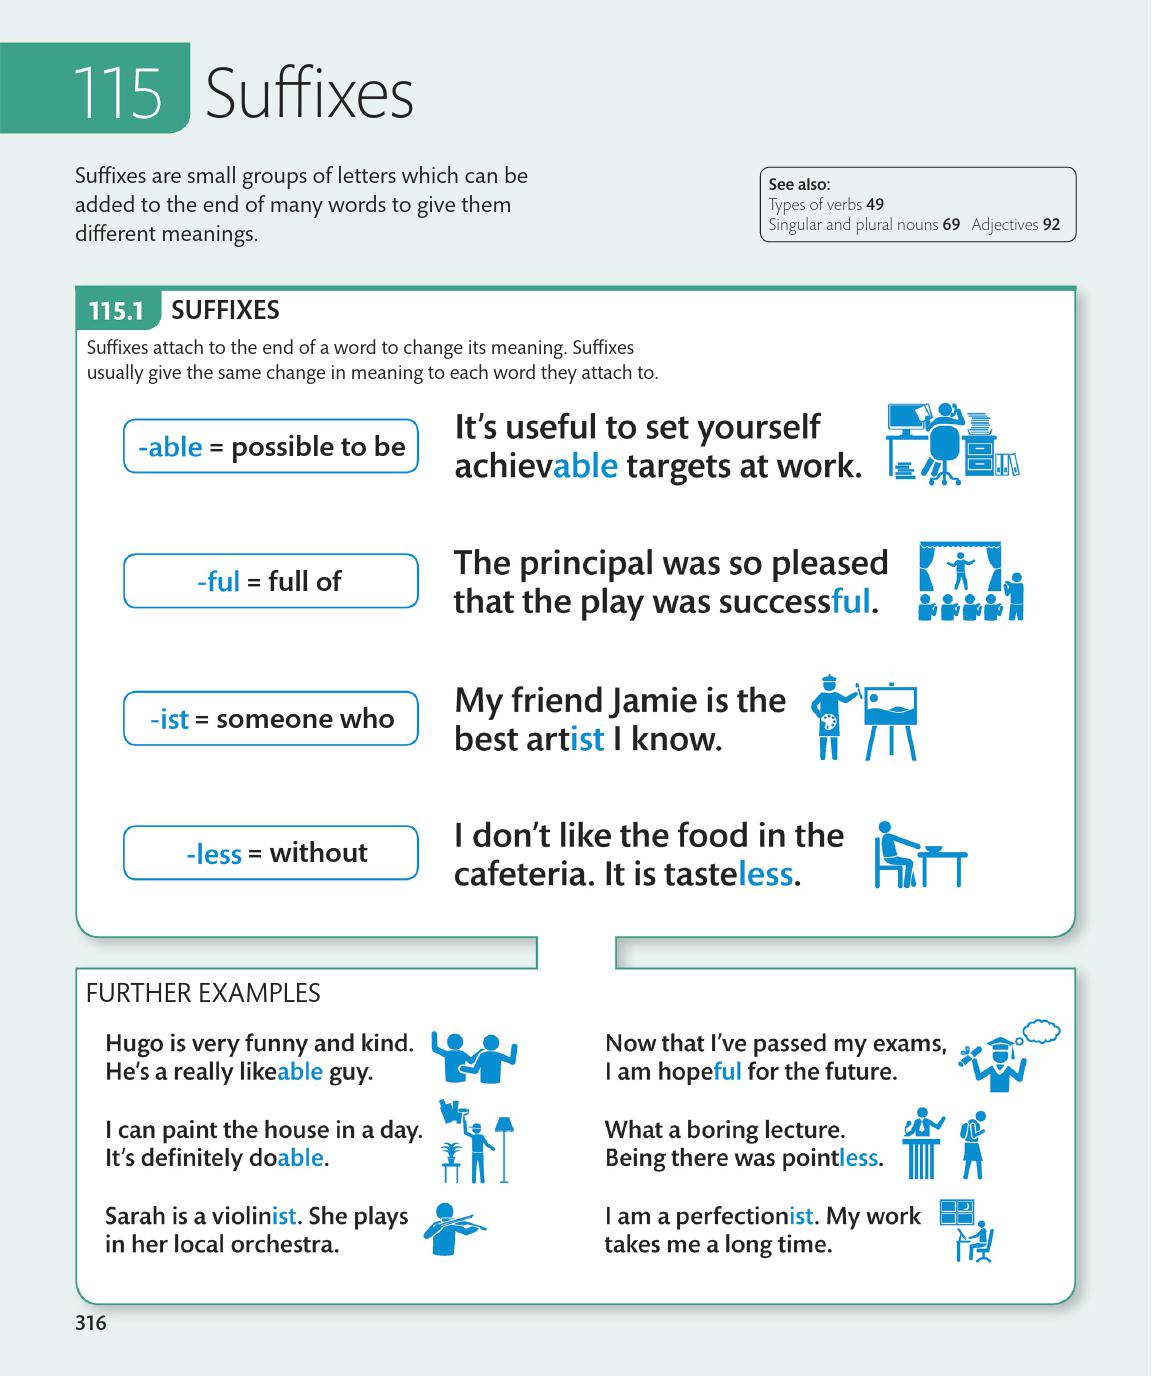 115 Suffixes
Suffixes are small groups of letters which can be
added to the end of many words to give them
different meanings.
See also:
Types of verbs 49
Singular and plural nouns 69 Adjectives 92
115.1 SUFFIXES
Suffixes attach to the end of a word to change its meaning. Suffixes
usually give the same change in meaning to each word they attach to.
-able = possible to be
It’s useful to set yourself
achievable targets at work.
-ful = full of
The principal was so pleased
that the play was successful.
-ist = someone who
My friend Jamie is the
best artist I know.
-less = without
I don’t like the food in the
cafeteria. It is tasteless.
FURTHER EXAMPLES
Hugo is very funny and kind.
He’s a really likeable guy.
I can paint the house in a day.
It’s definitely doable.
Sarah is a violinist. She plays
in her local orchestra.
Now that I’ve passed my exams,
I am hopeful for the future.
What a boring lecture.
Being there was pointless.
I am a perfectionist. My work
takes me a long time.
316